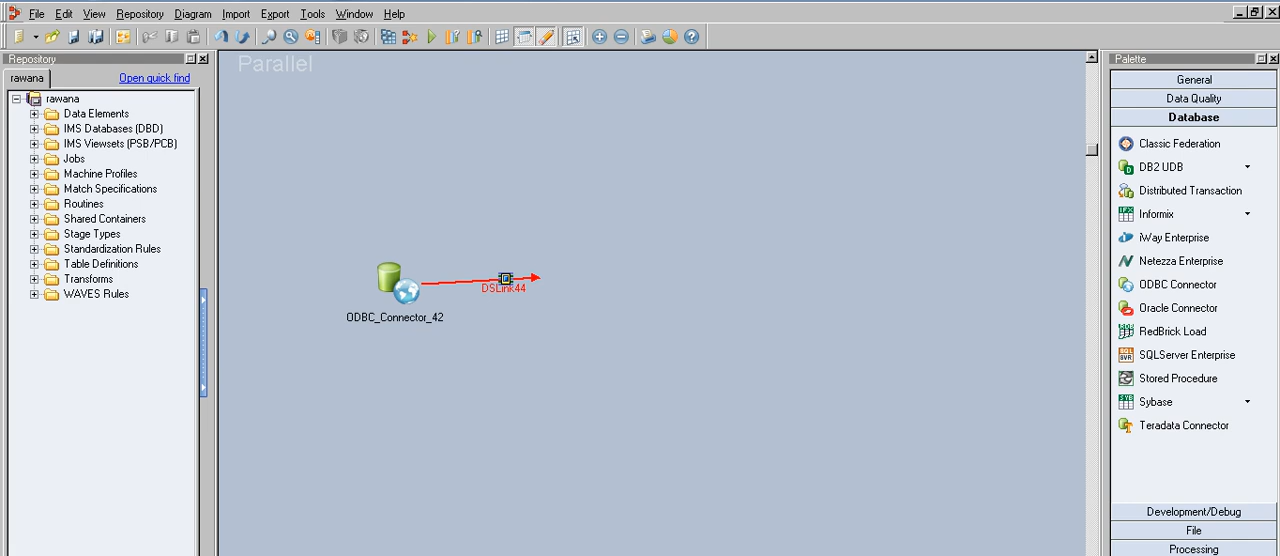 File Edit View Repository Diagram Import Export Tools Window Help
Repository
rawana Open quick find
rawana
Data Elements
IMS Databases (DBD)
IMS Viewsets (PSB/PCB)
Jobs
Machine Profiles
Match Specifications
Routines
Shared Containers
Stage Types
Standardization Rules
Table Definitions
Transforms
WAVES Rules
Parallel
DSLink44
ODBC_Connector_42
Palette
General
Data Quality
Database
Classic Federation
DB2 UDB
Distributed Transaction
Informix
iWay Enterprise
Netezza Enterprise
ODBC Connector
Oracle Connector
RedBrick Load
SQLServer Enterprise
Stored Procedure
Sybase
Teradata Connector
Development/Debug
File
Processing